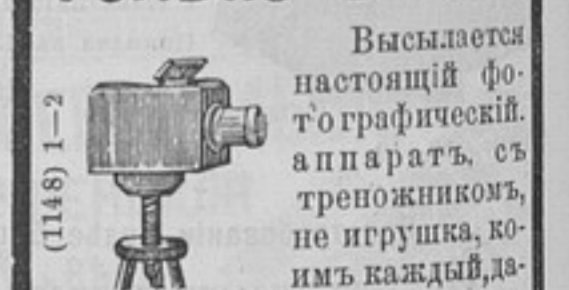 Высылается
настоящій фо-
тографическій.
аппаратъ, съ
треножникомъ,
не игрушка, ко-
имъ каждый, да-
(1148) 1—2